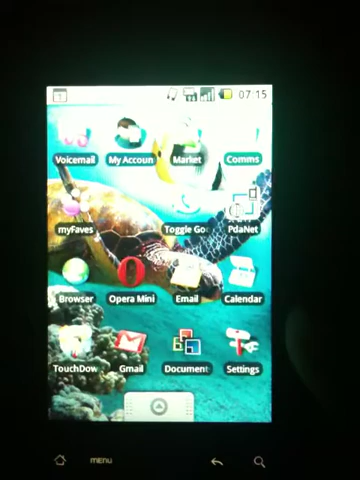 07:15
Voicemail My Accoun Market Comms
myFaves Toggle Go PdaNet
Browser Opera Mini Email Calendar
TouchDow Gmail Document Settings
MENU